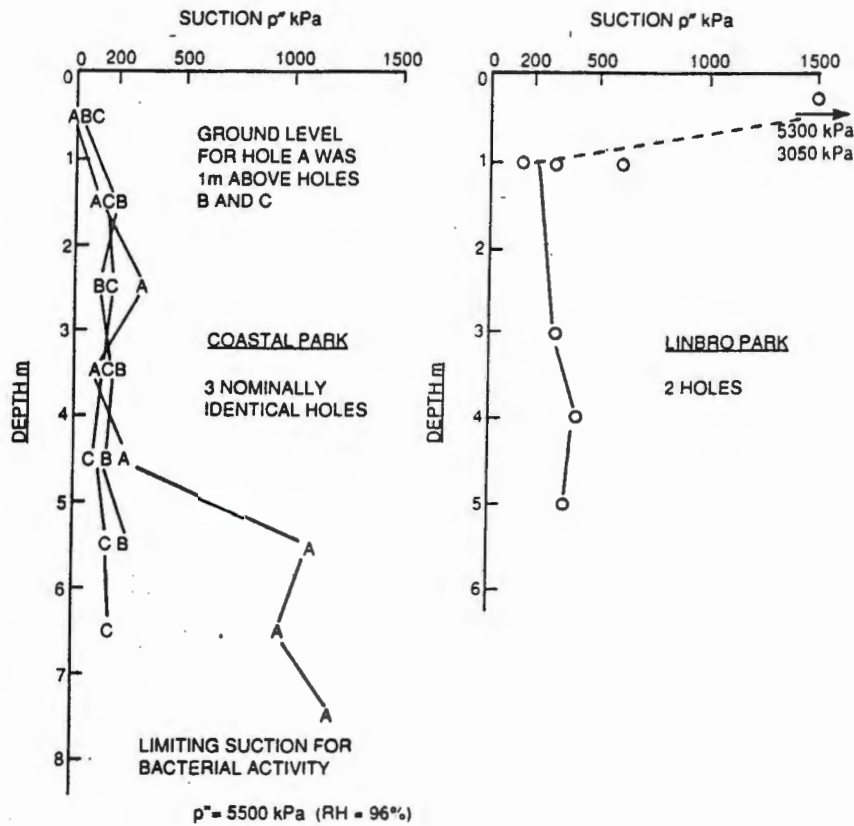 SUCTION p‴ kPa
0 200 500 1000 1500
0
1
2
3
4
5
6
7
8
DEPTH m
ABC
ACB
BC A
ACB
C B A
C B
A
C
A
A
GROUND LEVEL
FOR HOLE A WAS
1m ABOVE HOLES
B AND C
COASTAL PARK
3 NOMINALLY
IDENTICAL HOLES
LIMITING SUCTION FOR
BACTERIAL ACTIVITY
p″= 5500 kPa (RH = 96%)
SUCTION p″ kPa
0 200 500 1000 1500
0
1
2
3
4
5
6
DEPTH m
5300 kPa
3050 kPa
LINBRO PARK
2 HOLES